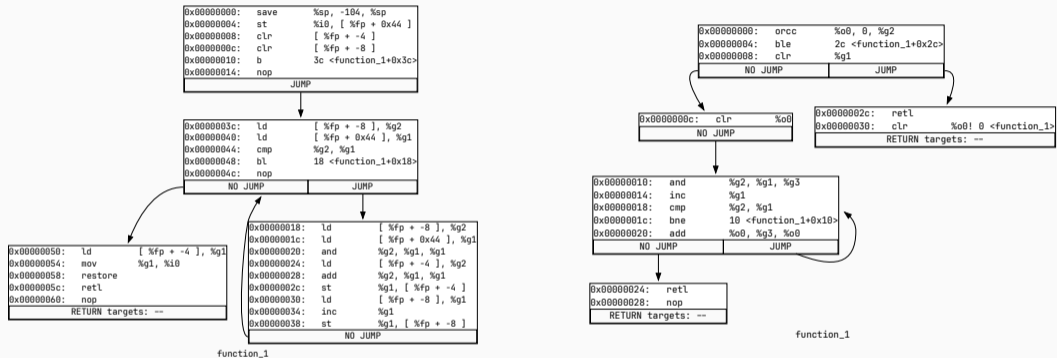 0x00000000: save %sp, -104, %sp
0x00000004: st %i0, [ %fp + 0x44 ]
0x00000008: clr [ %fp + -4 ]
0x0000000c: clr [ %fp + -8 ]
0x00000010: b 3c <function_1+0x3c>
0x00000014: nop
JUMP
0x0000003c: ld [ %fp + -8 ], %g2
0x00000040: ld [ %fp + 0x44 ], %g1
0x00000044: cmp %g2, %g1
0x00000048: bl 18 <function_1+0x18>
0x0000004c: nop
NO JUMP JUMP
0x00000050: ld [ %fp + -4 ], %g1
0x00000054: mov %g1, %i0
0x00000058: restore
0x0000005c: retl
0x00000060: nop
RETURN targets: --
0x00000018: ld [ %fp + -8 ], %g2
0x0000001c: ld [ %fp + 0x44 ], %g1
0x00000020: and %g2, %g1, %g1
0x00000024: ld [ %fp + -4 ], %g2
0x00000028: add %g2, %g1, %g1
0x0000002c: st %g1, [ %fp + -4 ]
0x00000030: ld [ %fp + -8 ], %g1
0x00000034: inc %g1
0x00000038: st %g1, [ %fp + -8 ]
NO JUMP
function_1
0x00000000: orcc %o0, 0, %g2
0x00000004: ble 2c <function_1+0x2c>
0x00000008: clr %g1
NO JUMP JUMP
0x0000000c: clr %o0
NO JUMP
0x0000002c: retl
0x00000030: clr %o0! 0 <function_1>
RETURN targets: --
0x00000010: and %g2, %g1, %g3
0x00000014: inc %g1
0x00000018: cmp %g2, %g1
0x0000001c: bne 10 <function_1+0x10>
0x00000020: add %o0, %g3, %o0
NO JUMP JUMP
0x00000024: retl
0x00000028: nop
RETURN targets: --
function_1